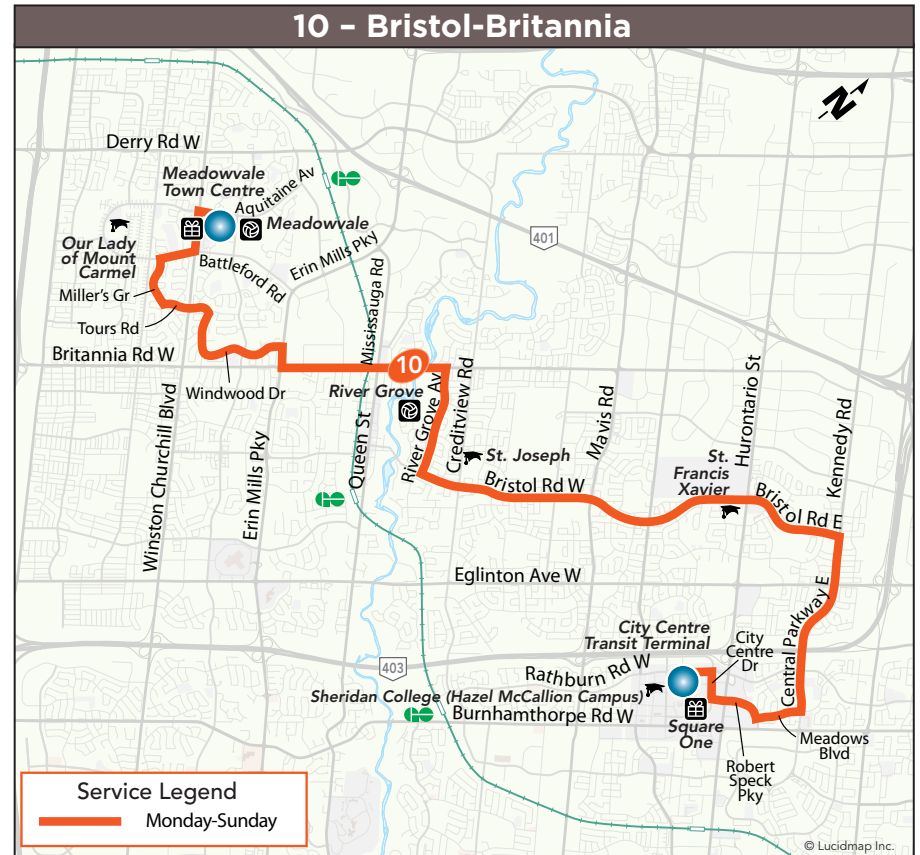 10 – Bristol-Britannia
N
Derry Rd W
Meadowvale
Town Centre
Aquitaine Av
Meadowvale
Our Lady
of Mount
Carmel
Battleford Rd
Erin Mills Pky
401
Miller's Gr
Tours Rd
Mississauga Rd
Britannia Rd W
10
Windwood Dr
River Grove
River Grove Av
Creditview Rd
Winston Churchill Blvd
Erin Mills Pky
Queen St
St. Joseph
Mavis Rd
Hurontario St
Kennedy Rd
St.
Francis
Xavier
Bristol Rd W
Bristol Rd E
Eglinton Ave W
Central Parkway E
City Centre
Transit Terminal
City
Centre
Dr
403
Rathburn Rd W
Sheridan College (Hazel McCallion Campus)
Burnhamthorpe Rd W
Square
One
Meadows
Blvd
Robert
Speck
Pky
GO
GO
GO
Service Legend
Monday-Sunday
© Lucidmap Inc.